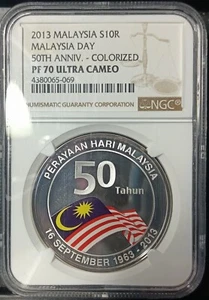 2013 MALAYSIA S10R
MALAYSIA DAY
50TH ANNIV. - COLORIZED
PF 70 ULTRA CAMEO
4380065-069
NUMISMATIC GUARANTY CORPORATION
NGC
PERAYAAN HARI MALAYSIA
50
Tahun
16 SEPTEMBER 1963 - 2013